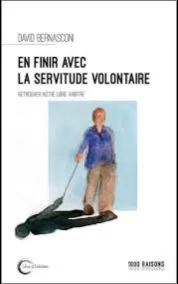 DAVID BERNASCONI
EN FINIR AVEC
LA SERVITUDE VOLONTAIRE
RETROUVER NOTRE LIBRE ARBITRE
1000 RAISONS